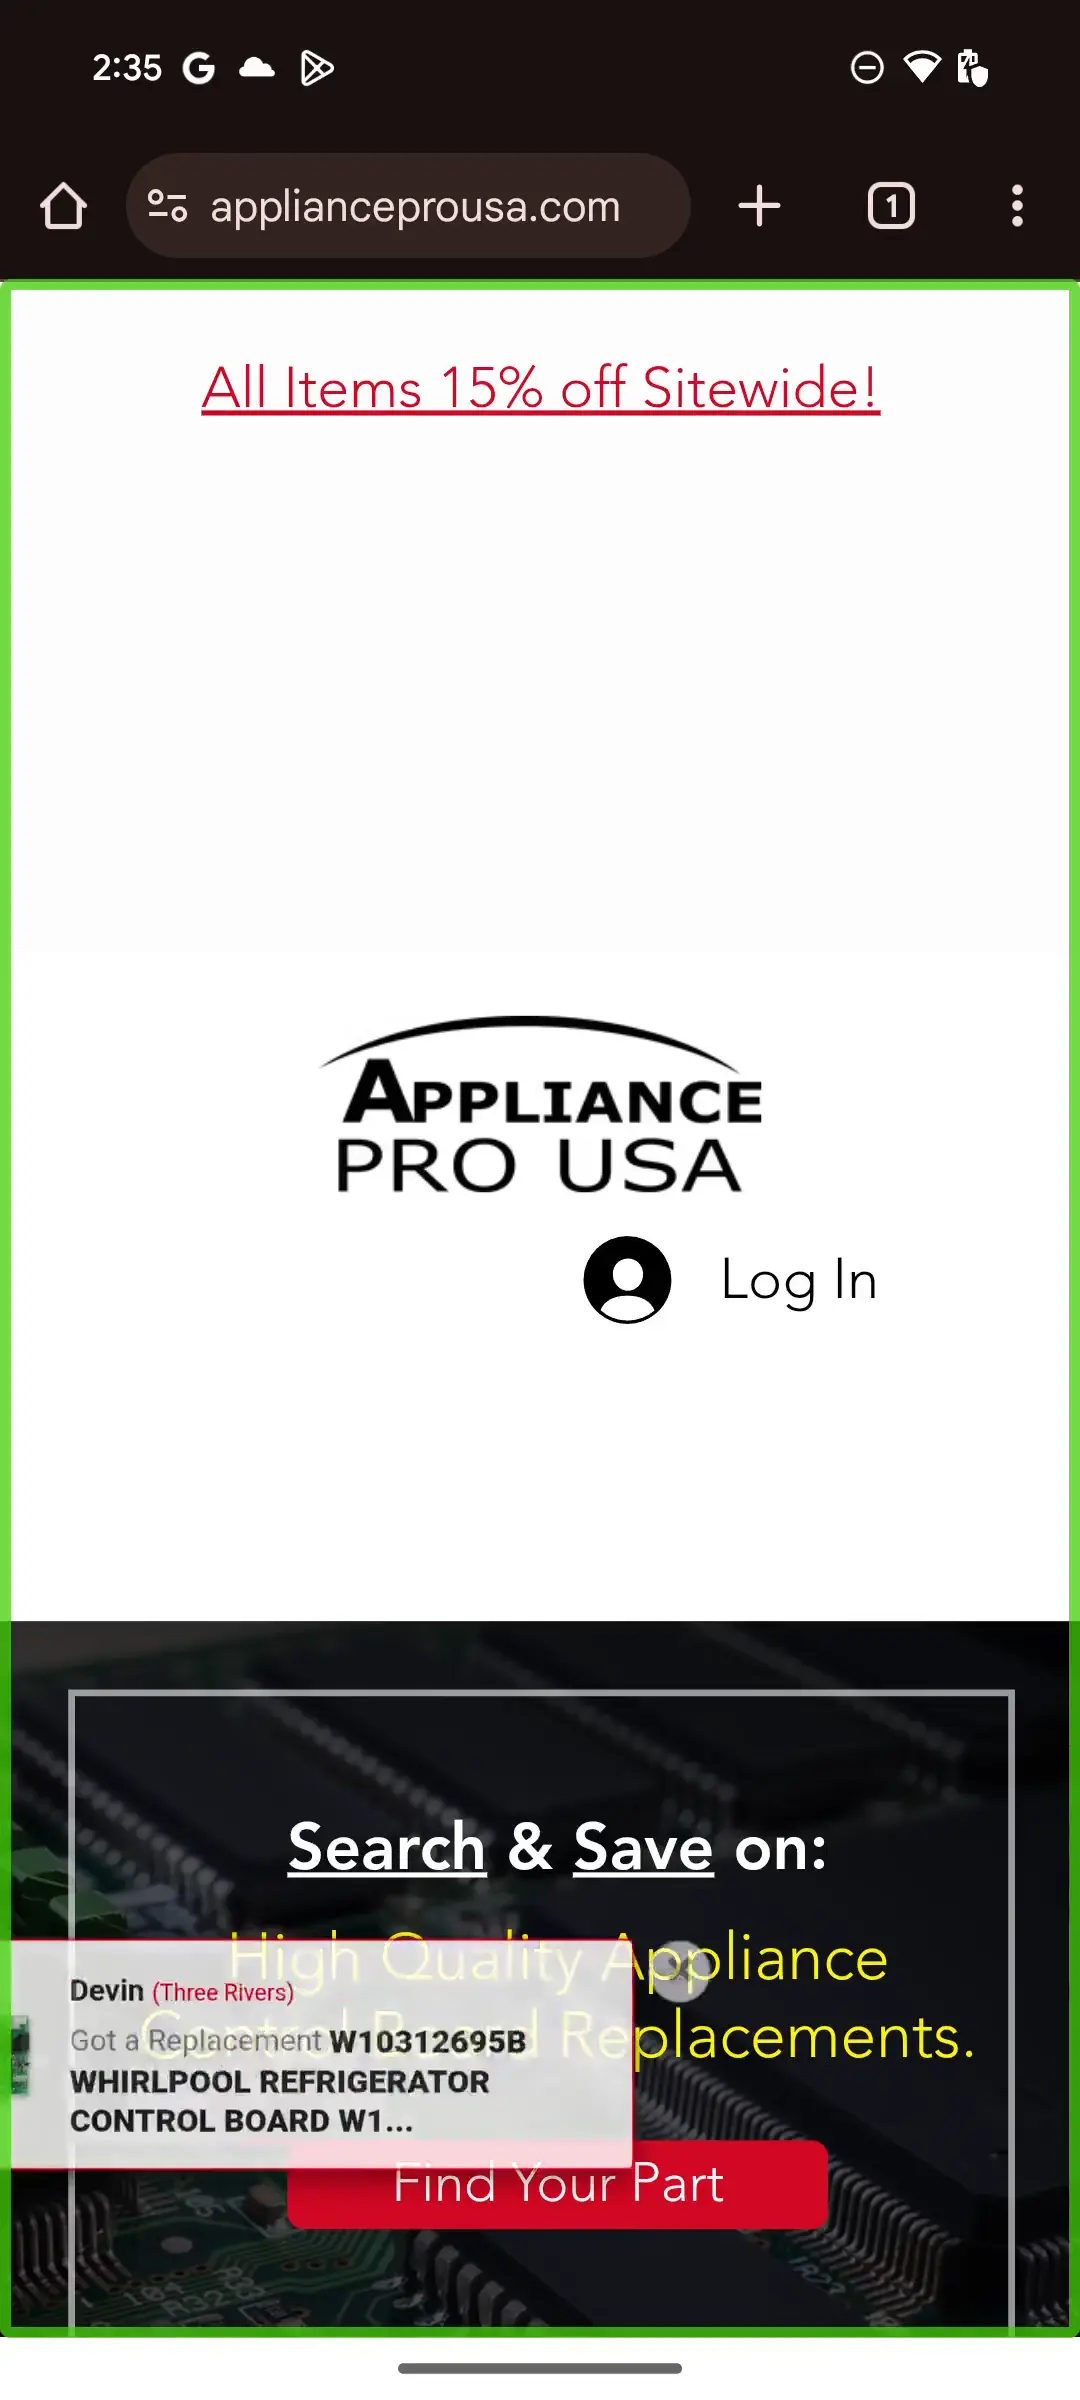 2:35
applianceprousa.com
1
All Items 15% off Sitewide!
APPLIANCE
PRO USA
Log In
Search & Save on:
High Quality Appliance
Control Board Replacements.
Devin (Three Rivers)
Got a Replacement W10312695B
WHIRLPOOL REFRIGERATOR
CONTROL BOARD W1...
Find Your Part